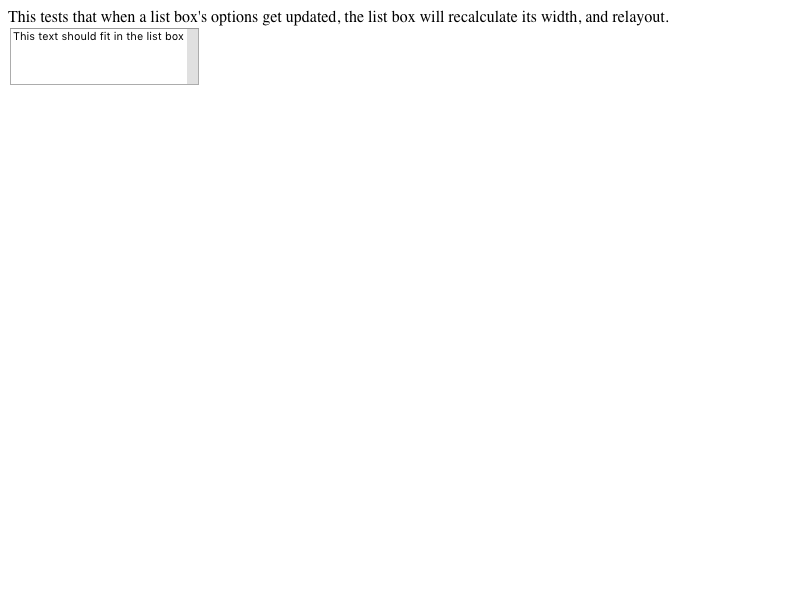 This tests that when a list box's options get updated, the list box will recalculate its width, and relayout.
This text should fit in the list box